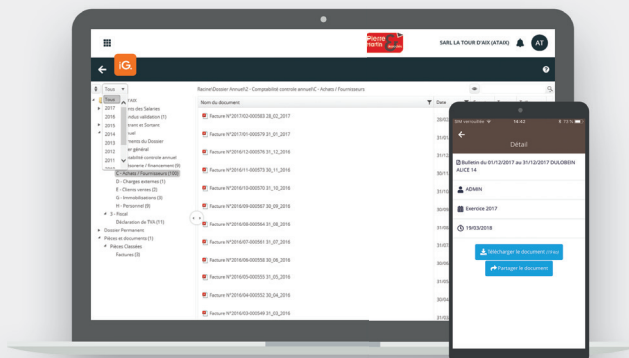 Pierre
martin
SARL LA TOUR D'AIX (ATAIX)
AT
iG.
Tous
Racine\Dossier Annuel\2 - Comptabilité controle annuel\C - Achats / Fournisseurs
Tous
2017
2016
2015
2014
2013
2012
2011
Nom du document
Date
C - Achats / Fournisseurs (100)
D - Charges externes (1)
E - Clients ventes (2)
G - Immobilisations (3)
H - Personnel (9)
3 - Fiscal
Déclaration de TVA (11)
Dossier Permanent
Pièces et documents (1)
Pièces Classées
Factures (3)
Facture N°2017/02-000583 28_02_2017
Facture N°2017/01-000579 31_01_2017
Facture N°2016/12-000576 31_12_2016
Facture N°2016/11-000573 30_11_2016
Facture N°2016/10-000570 31_10_2016
Facture N°2016/09-000567 30_09_2016
Facture N°2016/08-000564 31_08_2016
Facture N°2016/07-000561 31_07_2016
Facture N°2016/06-000558 30_06_2016
Facture N°2016/05-000555 31_05_2016
Facture N°2016/04-000552 30_04_2016
Facture N°2016/03-000549 31_03_2016
SIM verrouillée
14:42
73 %
Détail
Bulletin du 01/12/2017 au 31/12/2017 DULOBEIN
ALICE 14
ADMIN
Exercice 2017
19/03/2018
Télécharger le document
Partager le document